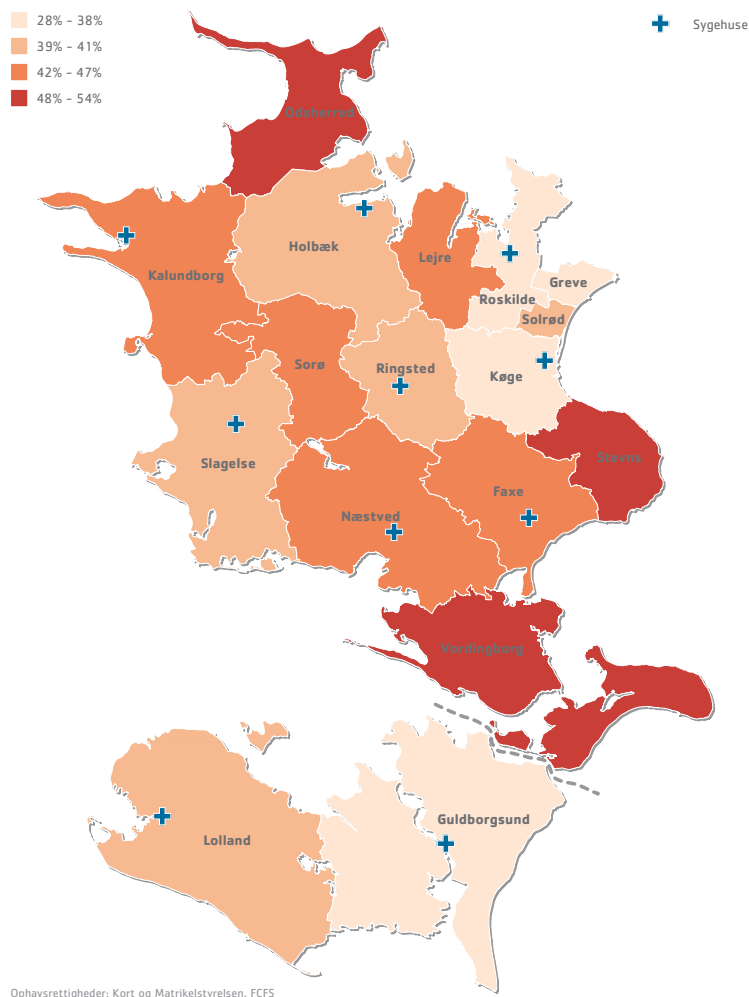 28% - 38%
39% - 41%
42% - 47%
48% - 54%
Sygehuse
Odsherred
Holbæk
Lejre
Kalundborg
Greve
Roskilde
Solrød
Sorø
Ringsted
Køge
Slagelse
Stevns
Faxe
Næstved
Vordingborg
Guldborgsund
Lolland
Ophavsrettigheder: Kort og Matrikelstyrelsen, FCFS